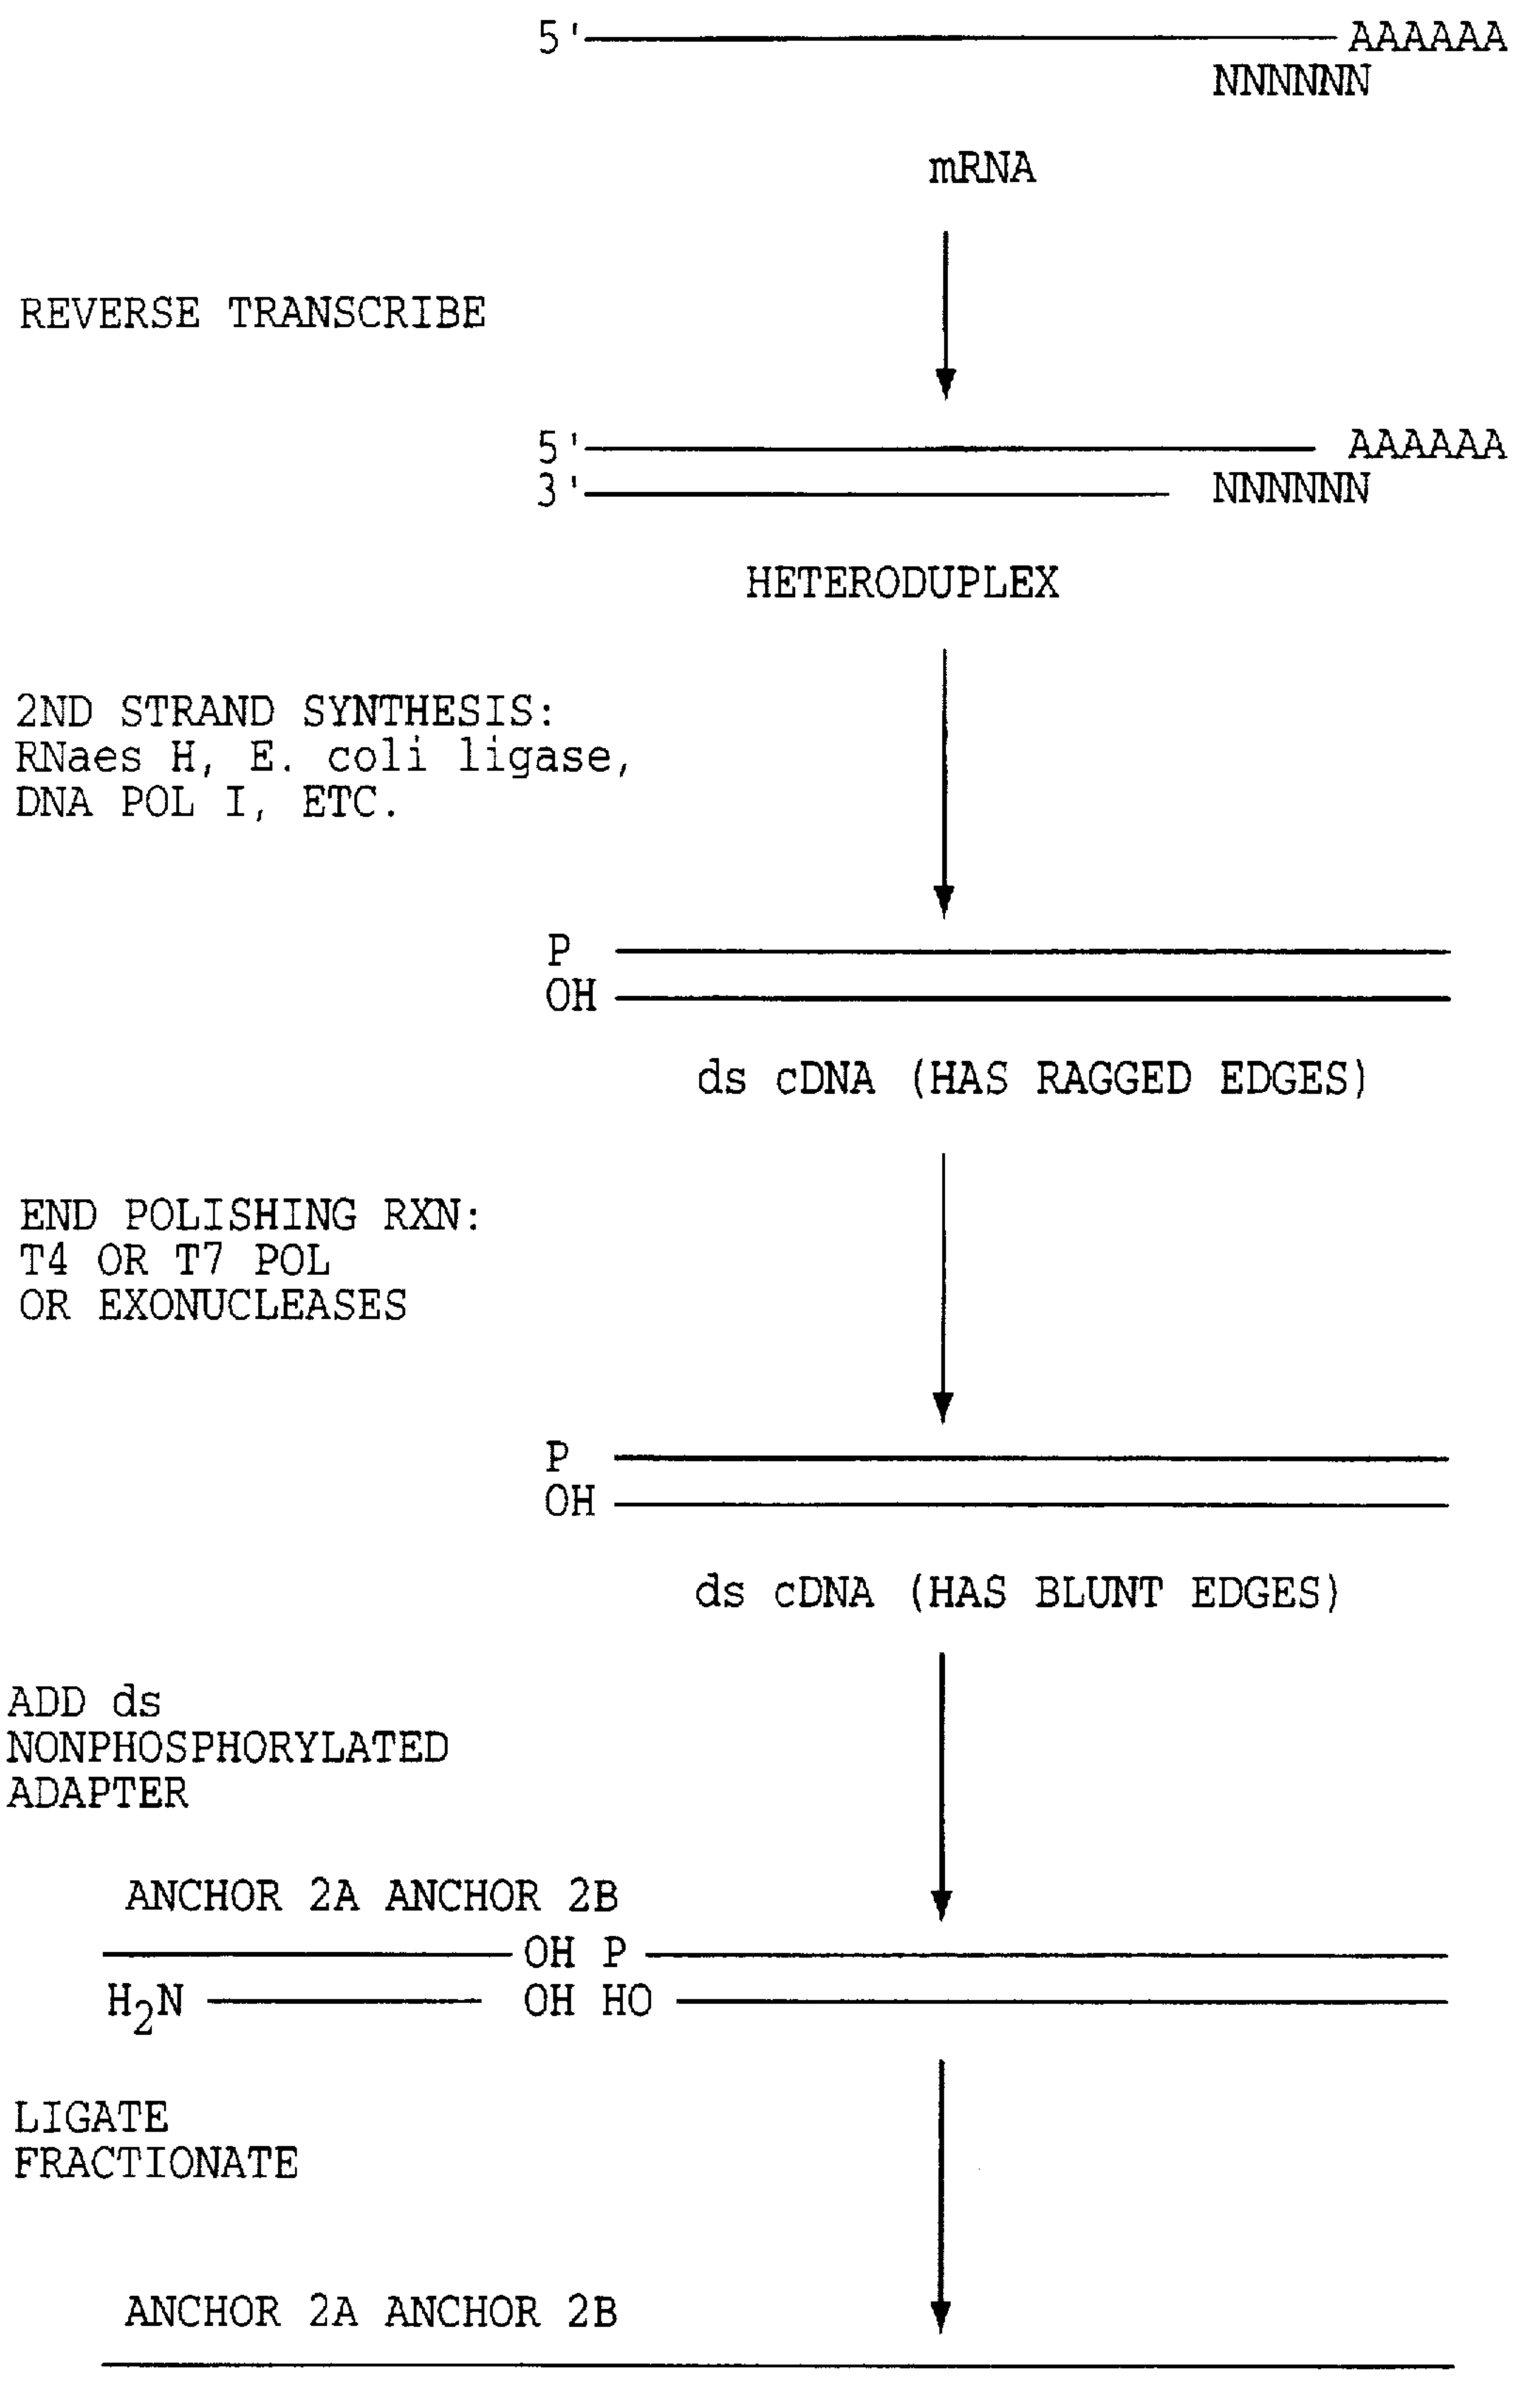 5'
AAAAAA
NNNNNN
mRNA
REVERSE TRANSCRIBE
5'
AAAAAA
3'
NNNNNN
HETERODUPLEX
2ND STRAND SYNTHESIS:
RNaes H, E. coli ligase,
DNA POL I, ETC.
P
OH
ds cDNA (HAS RAGGED EDGES)
END POLISHING RXN:
T4 OR T7 POL
OR EXONUCLEASES
P
OH
ds cDNA (HAS BLUNT EDGES)
ADD ds
NONPHOSPHORYLATED
ADAPTER
ANCHOR 2A ANCHOR 2B
OH P
H2N OH HO
LIGATE
FRACTIONATE
ANCHOR 2A ANCHOR 2B